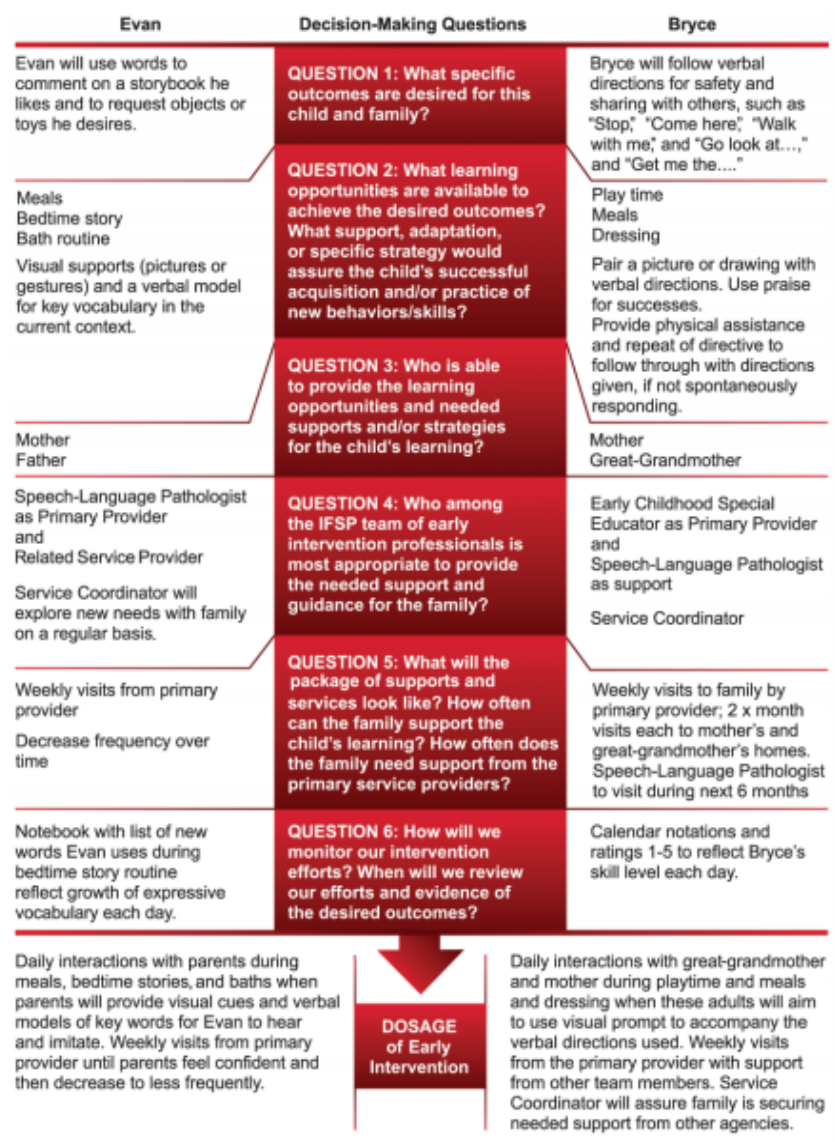 Evan
Decision-Making Questions
Bryce
Evan will use words to
comment on a storybook he
likes and to request objects or
toys he desires.
QUESTION 1: What specific
outcomes are desired for this
child and family?
Bryce will follow verbal
directions for safety and
sharing with others, such as
“Stop,” “Come here,” “Walk
with me,” and “Go look at...,”
and “Get me the....”
Meals
Bedtime story
Bath routine
Visual supports (pictures or
gestures) and a verbal model
for key vocabulary in the
current context.
QUESTION 2: What learning
opportunities are available to
achieve the desired outcomes?
What support, adaptation,
or specific strategy would
assure the child's successful
acquisition and/or practice of
new behaviors/skills?
Play time
Meals
Dressing
Pair a picture or drawing with
verbal directions. Use praise
for successes.
Provide physical assistance
and repeat of directive to
follow through with directions
given, if not spontaneously
responding.
Mother
Father
QUESTION 3: Who is able
to provide the learning
opportunities and needed
supports and/or strategies
for the child's learning?
Mother
Great-Grandmother
Speech-Language Pathologist
as Primary Provider
and
Related Service Provider
Service Coordinator will
explore new needs with family
on a regular basis.
QUESTION 4: Who among
the IFSP team of early
intervention professionals is
most appropriate to provide
the needed support and
guidance for the family?
Early Childhood Special
Educator as Primary Provider
and
Speech-Language Pathologist
as support
Service Coordinator
Weekly visits from primary
provider
Decrease frequency over
time
QUESTION 5: What will the
package of supports and
services look like? How often
can the family support the
child's learning? How often does
the family need support from the
primary service providers?
Weekly visits to family by
primary provider; 2 x month
visits each to mother's and
great-grandmother's homes.
Speech-Language Pathologist
to visit during next 6 months
Notebook with list of new
words Evan uses during
bedtime story routine
reflect growth of expressive
vocabulary each day.
QUESTION 6: How will we
monitor our intervention
efforts? When will we review
our efforts and evidence of
the desired outcomes?
Calendar notations and
ratings 1-5 to reflect Bryce's
skill level each day.
Daily interactions with parents during
meals, bedtime stories, and baths when
parents will provide visual cues and verbal
models of key words for Evan to hear
and imitate. Weekly visits from primary
provider until parents feel confident and
then decrease to less frequently.
DOSAGE
of Early
Intervention
Daily interactions with great-grandmother
and mother during playtime and meals
and dressing when these adults will aim
to use visual prompt to accompany the
verbal directions used. Weekly visits
from the primary provider with support
from other team members. Service
Coordinator will assure family is securing
needed support from other agencies.